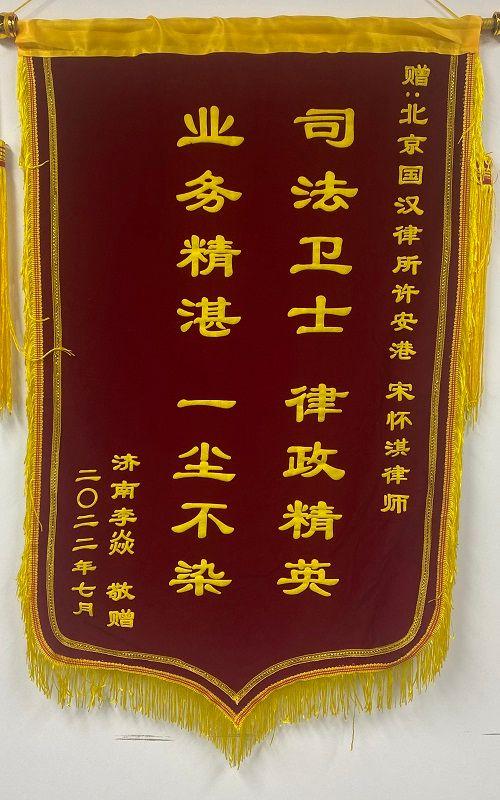 赠:北京国汉律所许安港 宋怀淇律师
司法卫士 律政精英
业务精湛 一尘不染
济南李焱 敬赠
二〇二二年七月